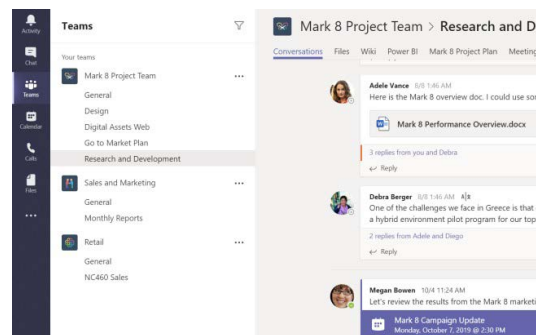 Activity
Chat
Teams
Calendar
Calls
Files
Teams
Your teams
Mark 8 Project Team
General
Design
Digital Assets Web
Go to Market Plan
Research and Development
Sales and Marketing
General
Monthly Reports
Retail
General
NC460 Sales
Mark 8 Project Team > Research and D
Conversations Files Wiki Power BI Mark 8 Project Plan Meeting
Adele Vance 8/8 1:46 AM
Here is the Mark 8 overview doc. I could use so
Mark 8 Performance Overview.docx
3 replies from you and Debra
Reply
Debra Berger 8/8 1:46 AM
One of the challenges we face in Greece is that
a hybrid environment pilot program for our top
2 replies from Adele and Diego
Reply
Megan Bowen 10/4 11:24 AM
Let's review the results from the Mark 8 marketi
Mark 8 Campaign Update
Monday, October 7, 2019 @ 2:30 PM